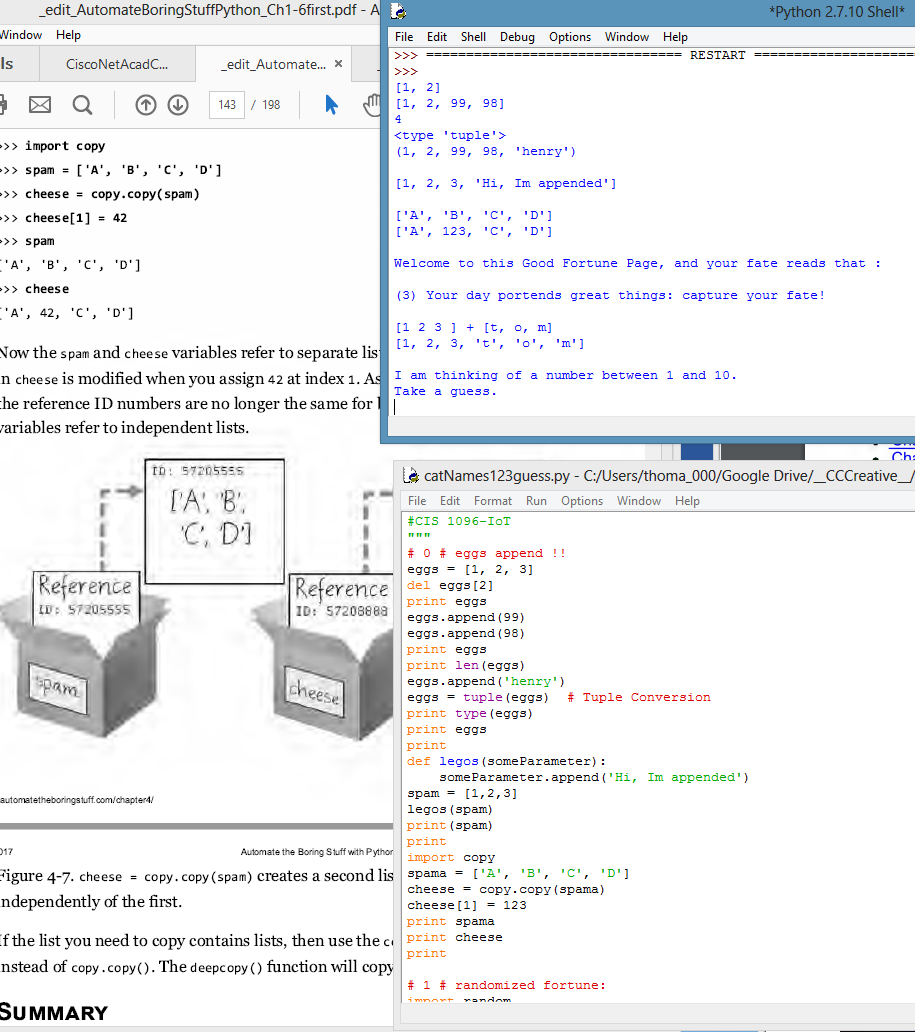 _edit_AutomateBoringStuffPython_Ch1-6first.pdf - A
Window Help
ls CiscoNetAcadC... _edit_Automate... ×
143 / 198
>>> import copy
>>> spam = ['A', 'B', 'C', 'D']
>>> cheese = copy.copy(spam)
>>> cheese[1] = 42
>>> spam
['A', 'B', 'C', 'D']
>>> cheese
['A', 42, 'C', 'D']
Now the spam and cheese variables refer to separate lis
in cheese is modified when you assign 42 at index 1. As
the reference ID numbers are no longer the same for
variables refer to independent lists.
ID: 57205555
['A', 'B',
'C', 'D']
Reference
ID: 57205555
spam
Reference
ID: 57208888
cheese
automatetheboringstuff.com/chapter4/
017 Automate the Boring Stuff with Python
Figure 4-7. cheese = copy.copy(spam) creates a second lis
independently of the first.
If the list you need to copy contains lists, then use the
instead of copy.copy(). The deepcopy() function will copy
SUMMARY
*Python 2.7.10 Shell*
File Edit Shell Debug Options Window Help
>>> ================================ RESTART ====================
>>>
[1, 2]
[1, 2, 99, 98]
4
<type 'tuple'>
(1, 2, 99, 98, 'henry')
[1, 2, 3, 'Hi, Im appended']
['A', 'B', 'C', 'D']
['A', 123, 'C', 'D']
Welcome to this Good Fortune Page, and your fate reads that :
(3) Your day portends great things: capture your fate!
[1 2 3 ] + [t, o, m]
[1, 2, 3, 't', 'o', 'm']
I am thinking of a number between 1 and 10.
Take a guess.
catNames123guess.py - C:/Users/thoma_000/Google Drive/__CCCreative__/
File Edit Format Run Options Window Help
#CIS 1096-IoT
"""
# 0 # eggs append !!
eggs = [1, 2, 3]
del eggs[2]
print eggs
eggs.append(99)
eggs.append(98)
print eggs
print len(eggs)
eggs.append('henry')
eggs = tuple(eggs)  # Tuple Conversion
print type(eggs)
print eggs
print
def legos(someParameter):
    someParameter.append('Hi, Im appended')
spam = [1,2,3]
legos(spam)
print(spam)
print
import copy
spama = ['A', 'B', 'C', 'D']
cheese = copy.copy(spama)
cheese[1] = 123
print spama
print cheese
print
# 1 # randomized fortune:
import random